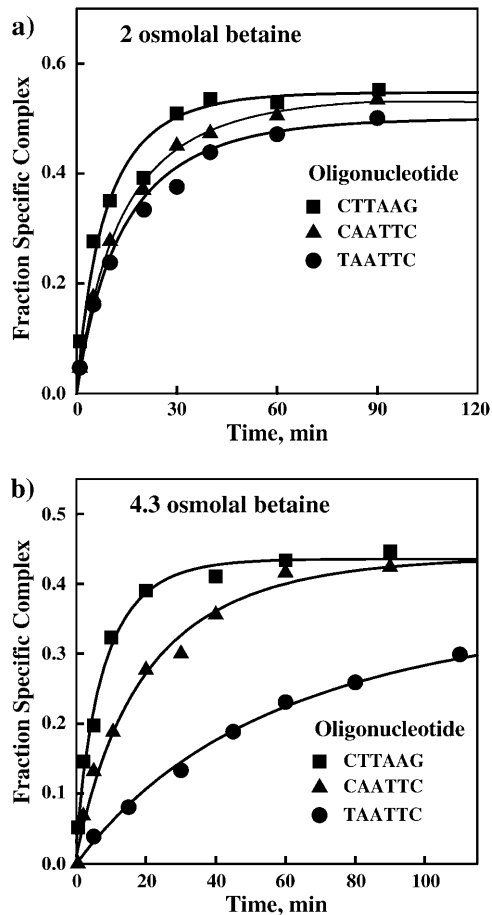 a)
2 osmolal betaine
Fraction Specific Complex
0.6
0.4
0.2
0.0
Oligonucleotide
CTTAAG
CAATTC
TAATTC
0 30 60 90 120
Time, min
b)
4.3 osmolal betaine
Fraction Specific Complex
0.5
0.4
0.3
0.2
0.1
0.0
Oligonucleotide
CTTAAG
CAATTC
TAATTC
0 20 40 60 80 100
Time, min